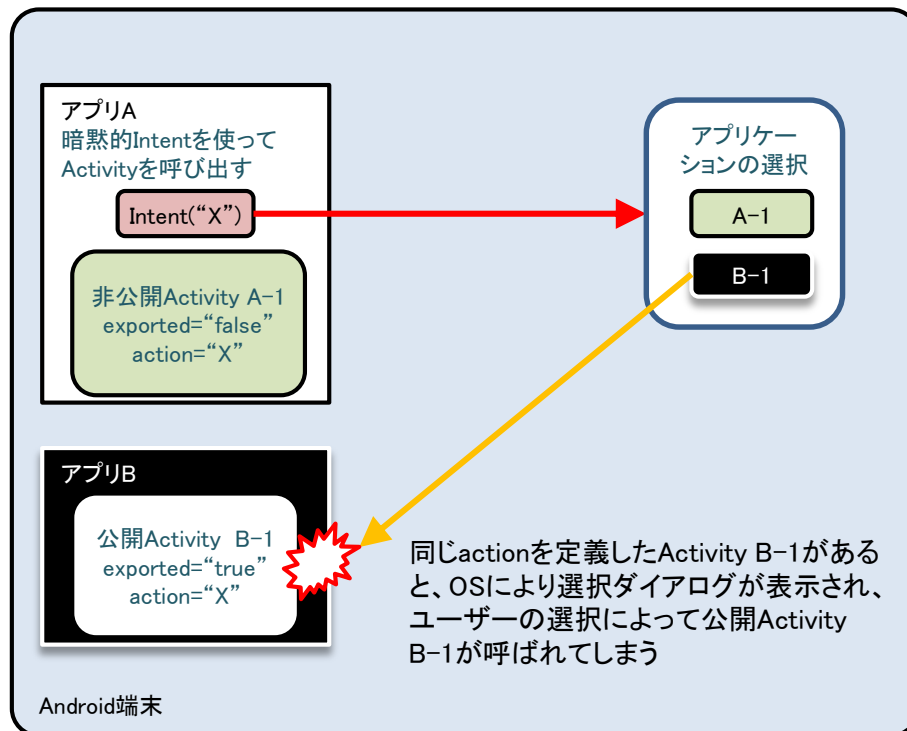 アプリA
暗黙的Intentを使って
Activityを呼び出す
Intent(“X”)
非公開Activity A-1
exported=“false”
action=“X”
アプリケー
ションの選択
A-1
B-1
アプリB
公開Activity B-1
exported=“true”
action=“X”
同じactionを定義したActivity B-1がある
と、OSにより選択ダイアログが表示され、
ユーザーの選択によって公開Activity
B-1が呼ばれてしまう
Android端末